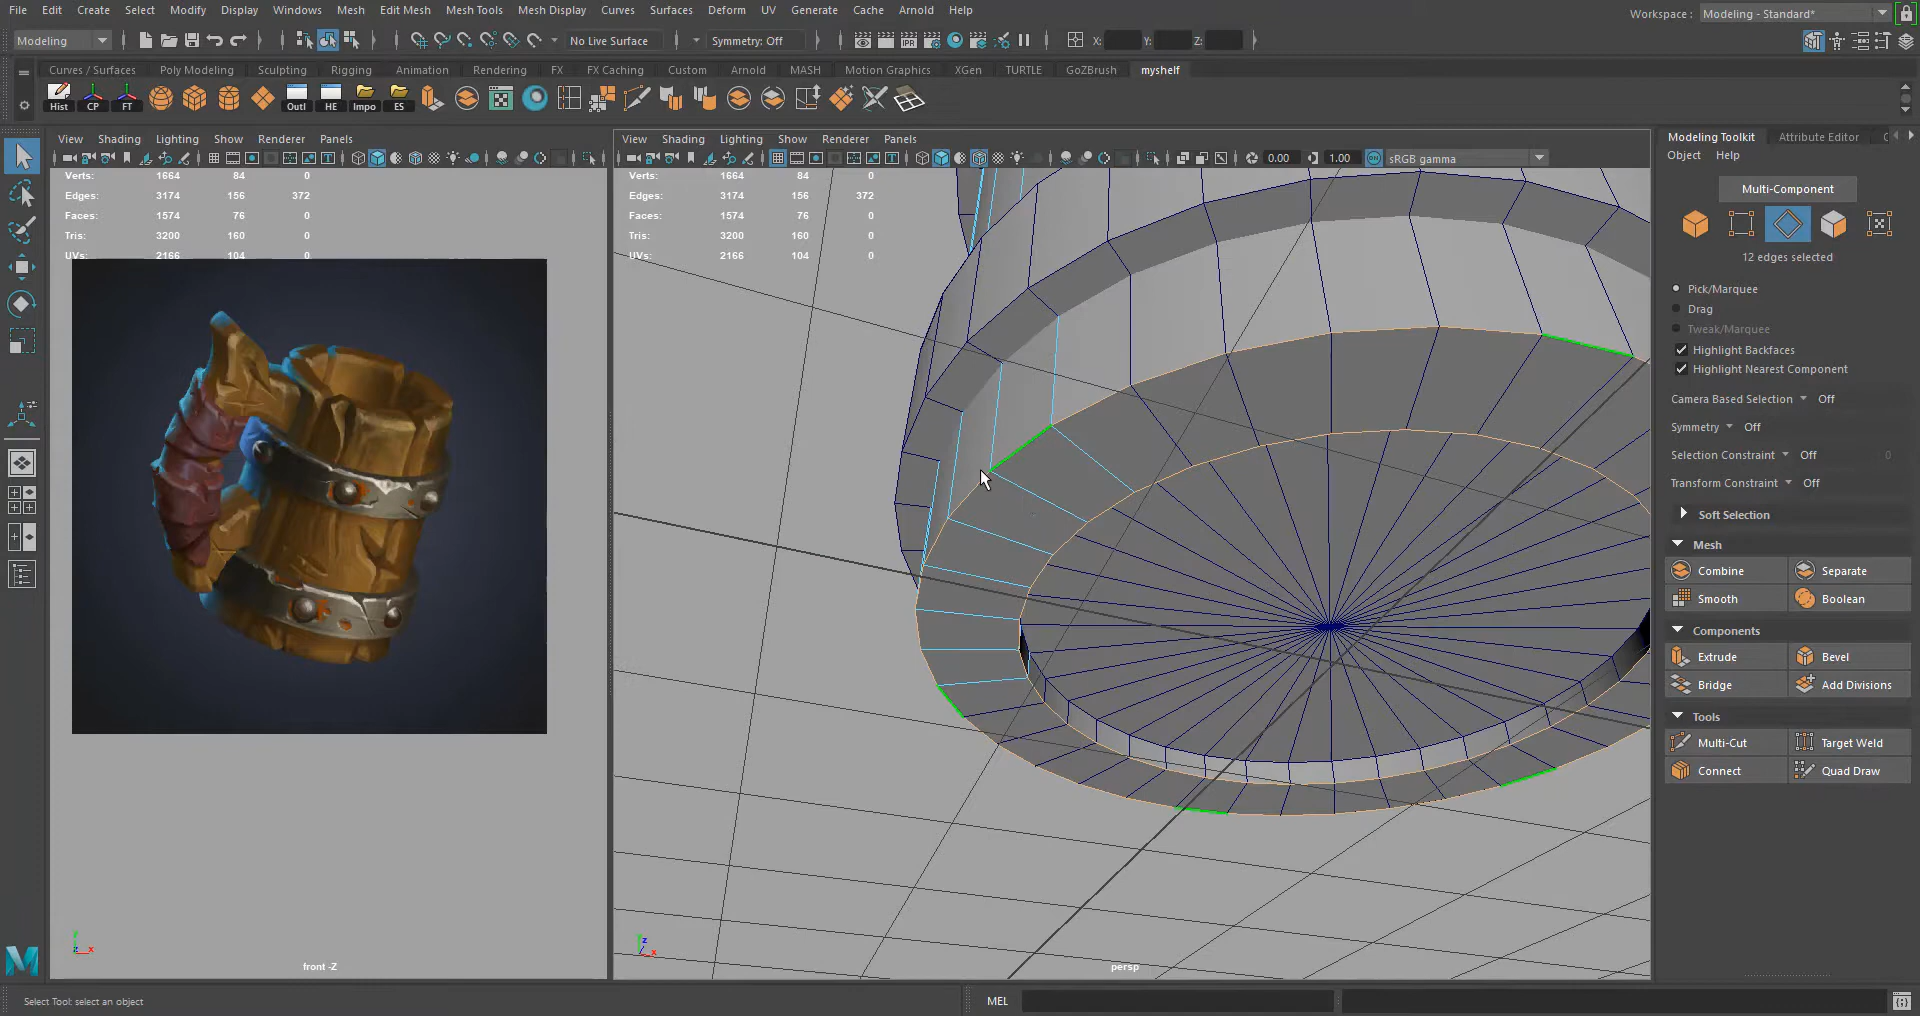 File Edit Create Select Modify Display Windows Mesh Edit Mesh Mesh Tools Mesh Display Curves Surfaces Deform UV Generate Cache Arnold Help
Workspace : Modeling - Standard*
Modeling No Live Surface Symmetry: Off X: Y: Z:
Curves / Surfaces Poly Modeling Sculpting Rigging Animation Rendering FX FX Caching Custom Arnold MASH Motion Graphics XGen TURTLE Bifrost GoZBrush myshelf
Hist CP FT Outl HE Impo ES
View Shading Lighting Show Renderer Panels
View Shading Lighting Show Renderer Panels
0.00 1.00 sRGB gamma
Verts: 1664 84 0
Edges: 3174 156 372
Faces: 1574 76 0
Tris: 3200 160 0
UVs: 2166 104 0
front -Z
Verts: 1664 84 0
Edges: 3174 156 372
Faces: 1574 76 0
Tris: 3200 160 0
UVs: 2166 104 0
persp
Modeling Toolkit Attribute Editor
Object Help
Multi-Component
12 edges selected
Pick/Marquee
Drag
Tweak/Marquee
Highlight Backfaces
Highlight Nearest Component
Camera Based Selection Off
Symmetry Off
Selection Constraint Off 0
Transform Constraint Off
Soft Selection
Mesh
Combine Separate
Smooth Boolean
Components
Extrude Bevel
Bridge Add Divisions
Tools
Multi-Cut Target Weld
Connect Quad Draw
Select Tool: select an object
MEL